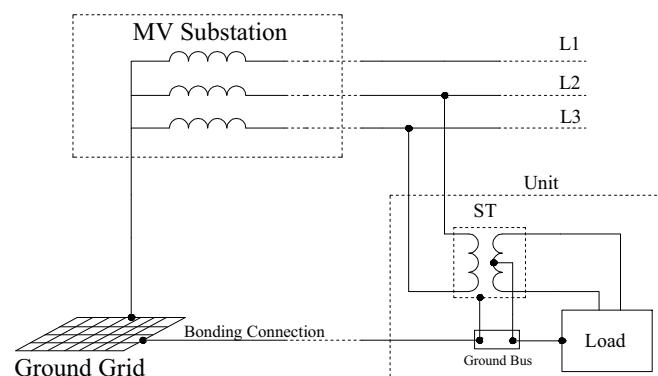 MV Substation
L1
L2
L3
Unit
ST
Bonding Connection
Load
Ground Bus
Ground Grid